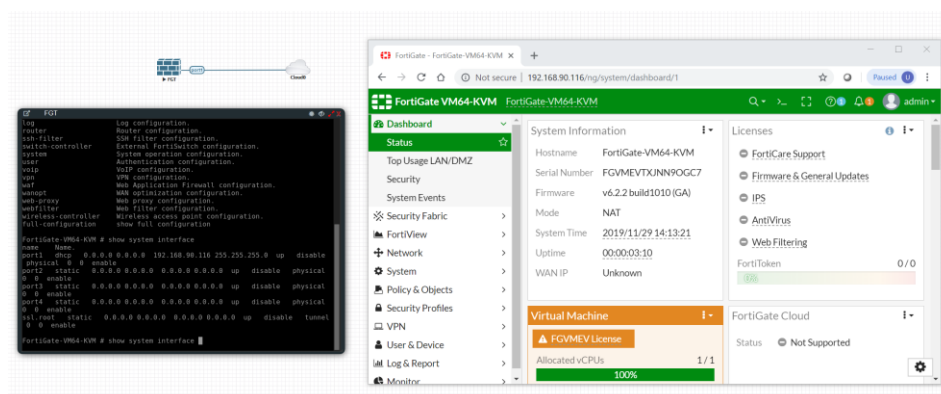 port1
FGT
Cloud0
FGT
log Log configuration.
router Router configuration.
ssh-filter SSH filter configuration.
switch-controller External FortiSwitch configuration.
system System operation configuration.
user Authentication configuration.
voip VoIP configuration.
vpn VPN configuration.
waf Web Application Firewall configuration.
wanopt WAN optimization configuration.
web-proxy Web proxy configuration.
webfilter Web filter configuration.
wireless-controller Wireless access point configuration.
full-configuration show full configuration
FortiGate-VM64-KVM # show system interface
name Name.
port1 dhcp 0.0.0.0 0.0.0.0 192.168.90.116 255.255.255.0 up disable
physical 0 0 enable
port2 static 0.0.0.0 0.0.0.0 0.0.0.0 0.0.0.0 up disable physical
0 0 enable
port3 static 0.0.0.0 0.0.0.0 0.0.0.0 0.0.0.0 up disable physical
0 0 enable
port4 static 0.0.0.0 0.0.0.0 0.0.0.0 0.0.0.0 up disable physical
0 0 enable
ssl.root static 0.0.0.0 0.0.0.0 0.0.0.0 0.0.0.0 up disable tunnel
0 0 enable
FortiGate-VM64-KVM # show system interface
FortiGate - FortiGate-VM64-KVM
Not secure | 192.168.90.116/ng/system/dashboard/1
Paused U
FortiGate VM64-KVM FortiGate-VM64-KVM
admin
Dashboard
Status
Top Usage LAN/DMZ
Security
System Events
Security Fabric
FortiView
Network
System
Policy & Objects
Security Profiles
VPN
User & Device
Log & Report
Monitor
System Information
Hostname FortiGate-VM64-KVM
Serial Number FGVMEVTXJNN9OGC7
Firmware v6.2.2 build1010 (GA)
Mode NAT
System Time 2019/11/29 14:13:21
Uptime 00:00:03:10
WAN IP Unknown
Virtual Machine
FGVMEV License
Allocated vCPUs 1/1
100%
Licenses
FortiCare Support
Firmware & General Updates
IPS
AntiVirus
Web Filtering
FortiToken 0/0
FortiGate Cloud
Status Not Supported